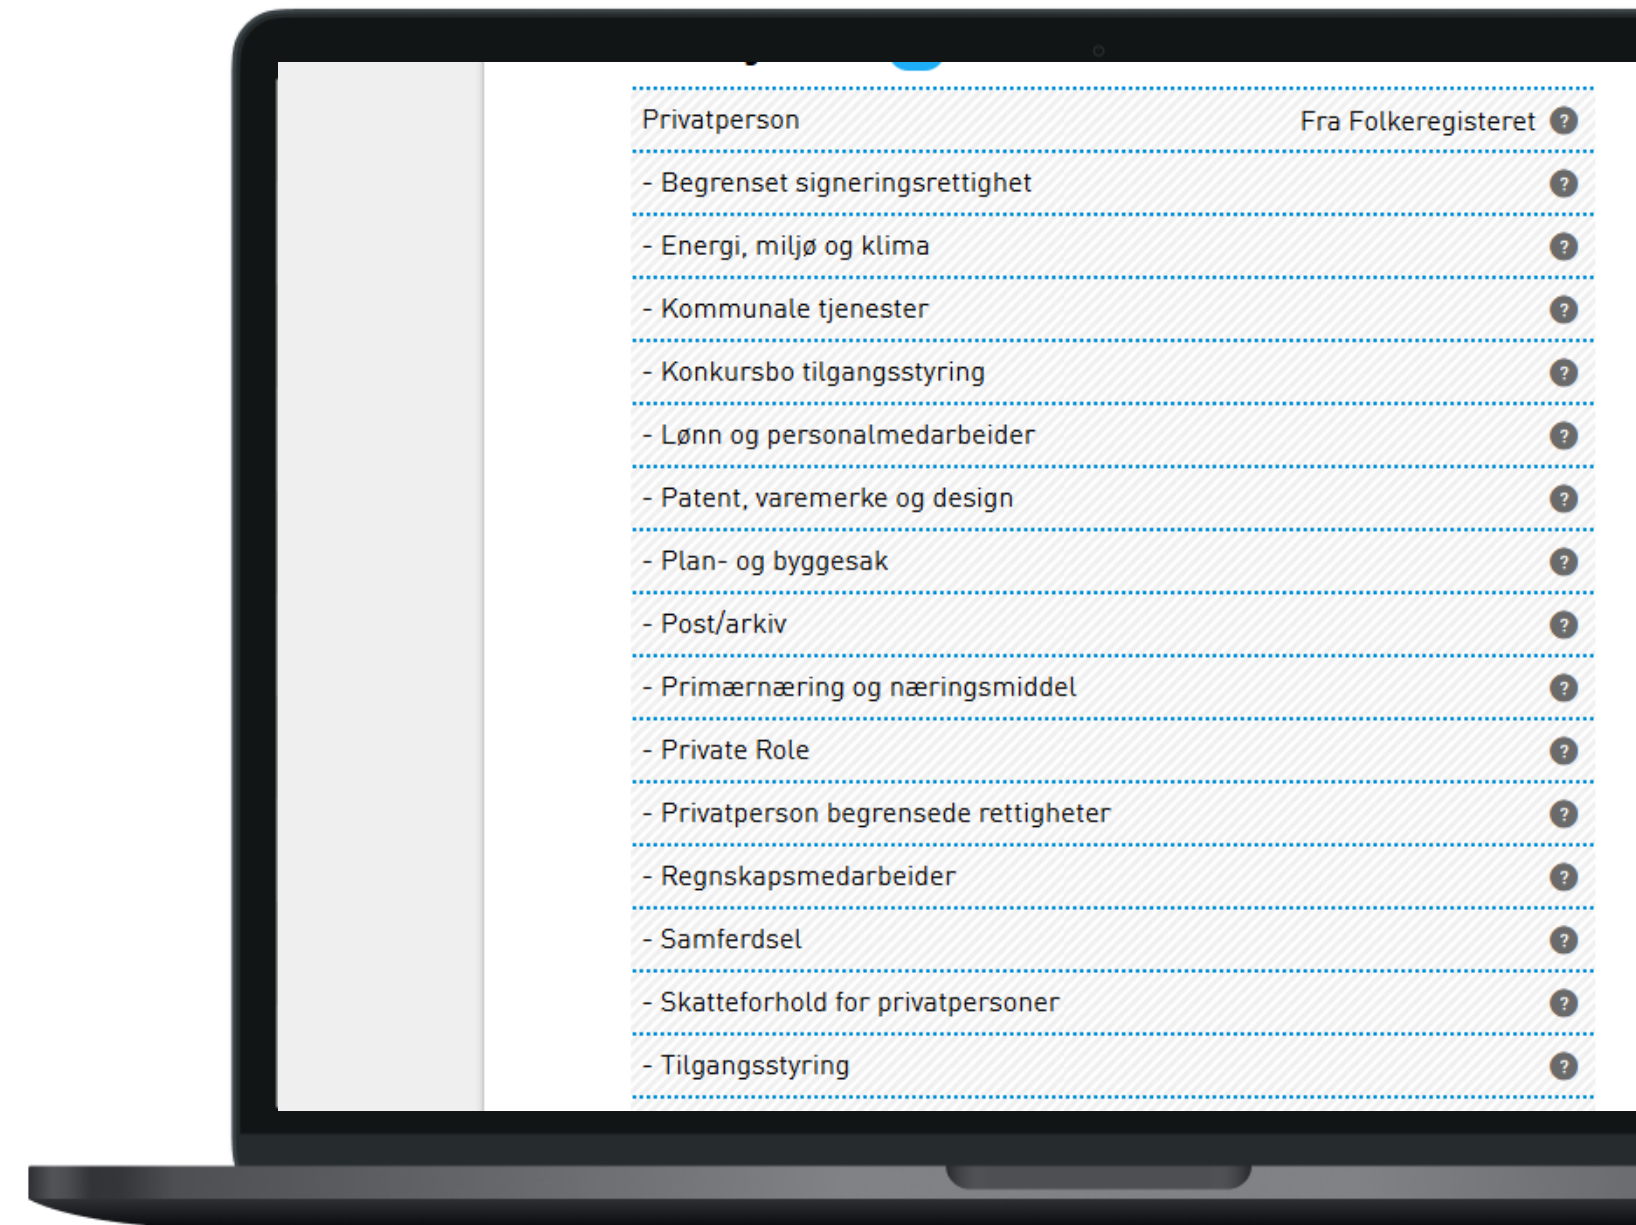 Privatperson Fra Folkeregisteret ?
- Begrenset signeringsrettighet ?
- Energi, miljø og klima ?
- Kommunale tjenester ?
- Konkursbo tilgangsstyring ?
- Lønn og personalmedarbeider ?
- Patent, varemerke og design ?
- Plan- og byggesak ?
- Post/arkiv ?
- Primærnæring og næringsmiddel ?
- Private Role ?
- Privatperson begrensede rettigheter ?
- Regnskapsmedarbeider ?
- Samferdsel ?
- Skatteforhold for privatpersoner ?
- Tilgangsstyring ?